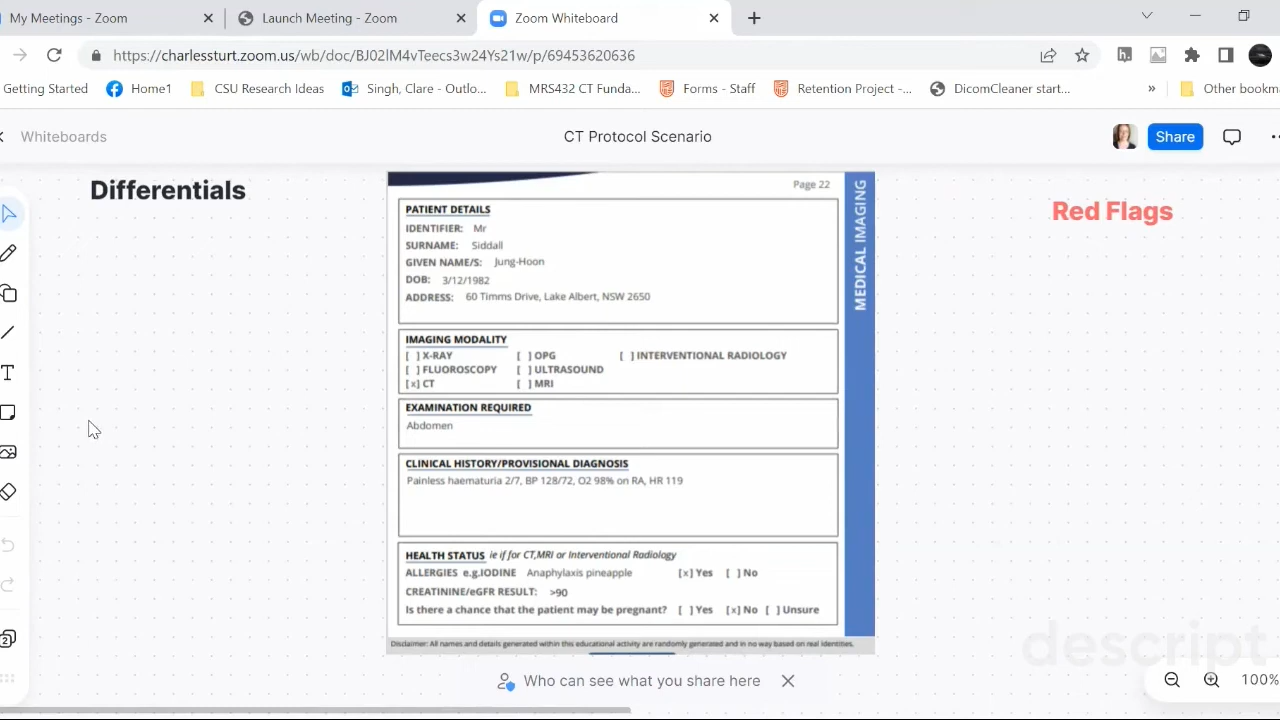 My Meetings - Zoom
Launch Meeting - Zoom
Zoom Whiteboard
https://charlessturt.zoom.us/wb/doc/BJ02lM4vTeecs3w24Ys21w/p/69453620636
Getting Started
Home1
CSU Research Ideas
Singh, Clare - Outlo...
MRS432 CT Funda...
Forms - Staff
Retention Project -...
DicomCleaner start...
»
Other bookm
Whiteboards
CT Protocol Scenario
Share
Differentials
Red Flags
Page 22
MEDICAL IMAGING
PATIENT DETAILS
IDENTIFIER: Mr
SURNAME: Siddall
GIVEN NAME/S: Jung-Hoon
DOB: 3/12/1982
ADDRESS: 60 Timms Drive, Lake Albert, NSW 2650
IMAGING MODALITY
[ ] X-RAY [ ] OPG [ ] INTERVENTIONAL RADIOLOGY
[ ] FLUOROSCOPY [ ] ULTRASOUND
[x] CT [ ] MRI
EXAMINATION REQUIRED
Abdomen
CLINICAL HISTORY/PROVISIONAL DIAGNOSIS
Painless haematuria 2/7, BP 128/72, O2 98% on RA, HR 119
HEALTH STATUS ie if for CT,MRI or Interventional Radiology
ALLERGIES e.g.IODINE Anaphylaxis pineapple [x] Yes [ ] No
CREATININE/eGFR RESULT: >90
Is there a chance that the patient may be pregnant? [ ] Yes [x] No [ ] Unsure
Disclaimer: All names and details generated within this educational activity are randomly generated and in no way based on real identities.
Who can see what you share here
descript
100%
2